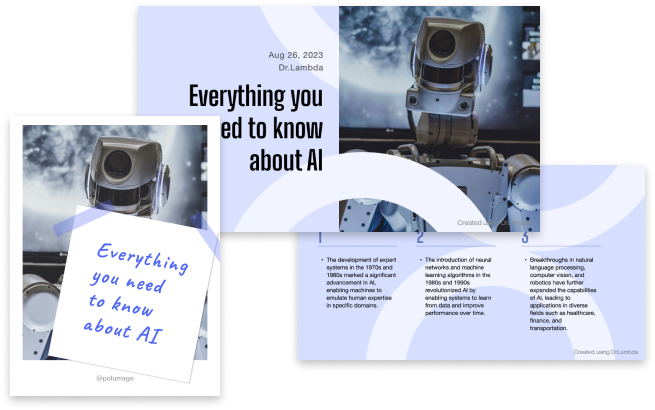 Aug 26, 2023
Dr.Lambda
Everything you
ed to know
about AI
Created u
Everything
you need
to know
about AI
@polumage
1
2
3
• The development of expert
systems in the 1970s and
1980s marked a significant
advancement in AI,
enabling machines to
emulate human expertise
in specific domains.
• The introduction of neural
networks and machine
learning algorithms in the
1980s and 1990s
revolutionized AI by
enabling systems to learn
from data and improve
performance over time.
• Breakthroughs in natural
language processing,
computer vision, and
robotics have further
expanded the capabilities
of AI, leading to
applications in diverse
fields such as healthcare,
finance, and
transportation.
Created using DrLambda